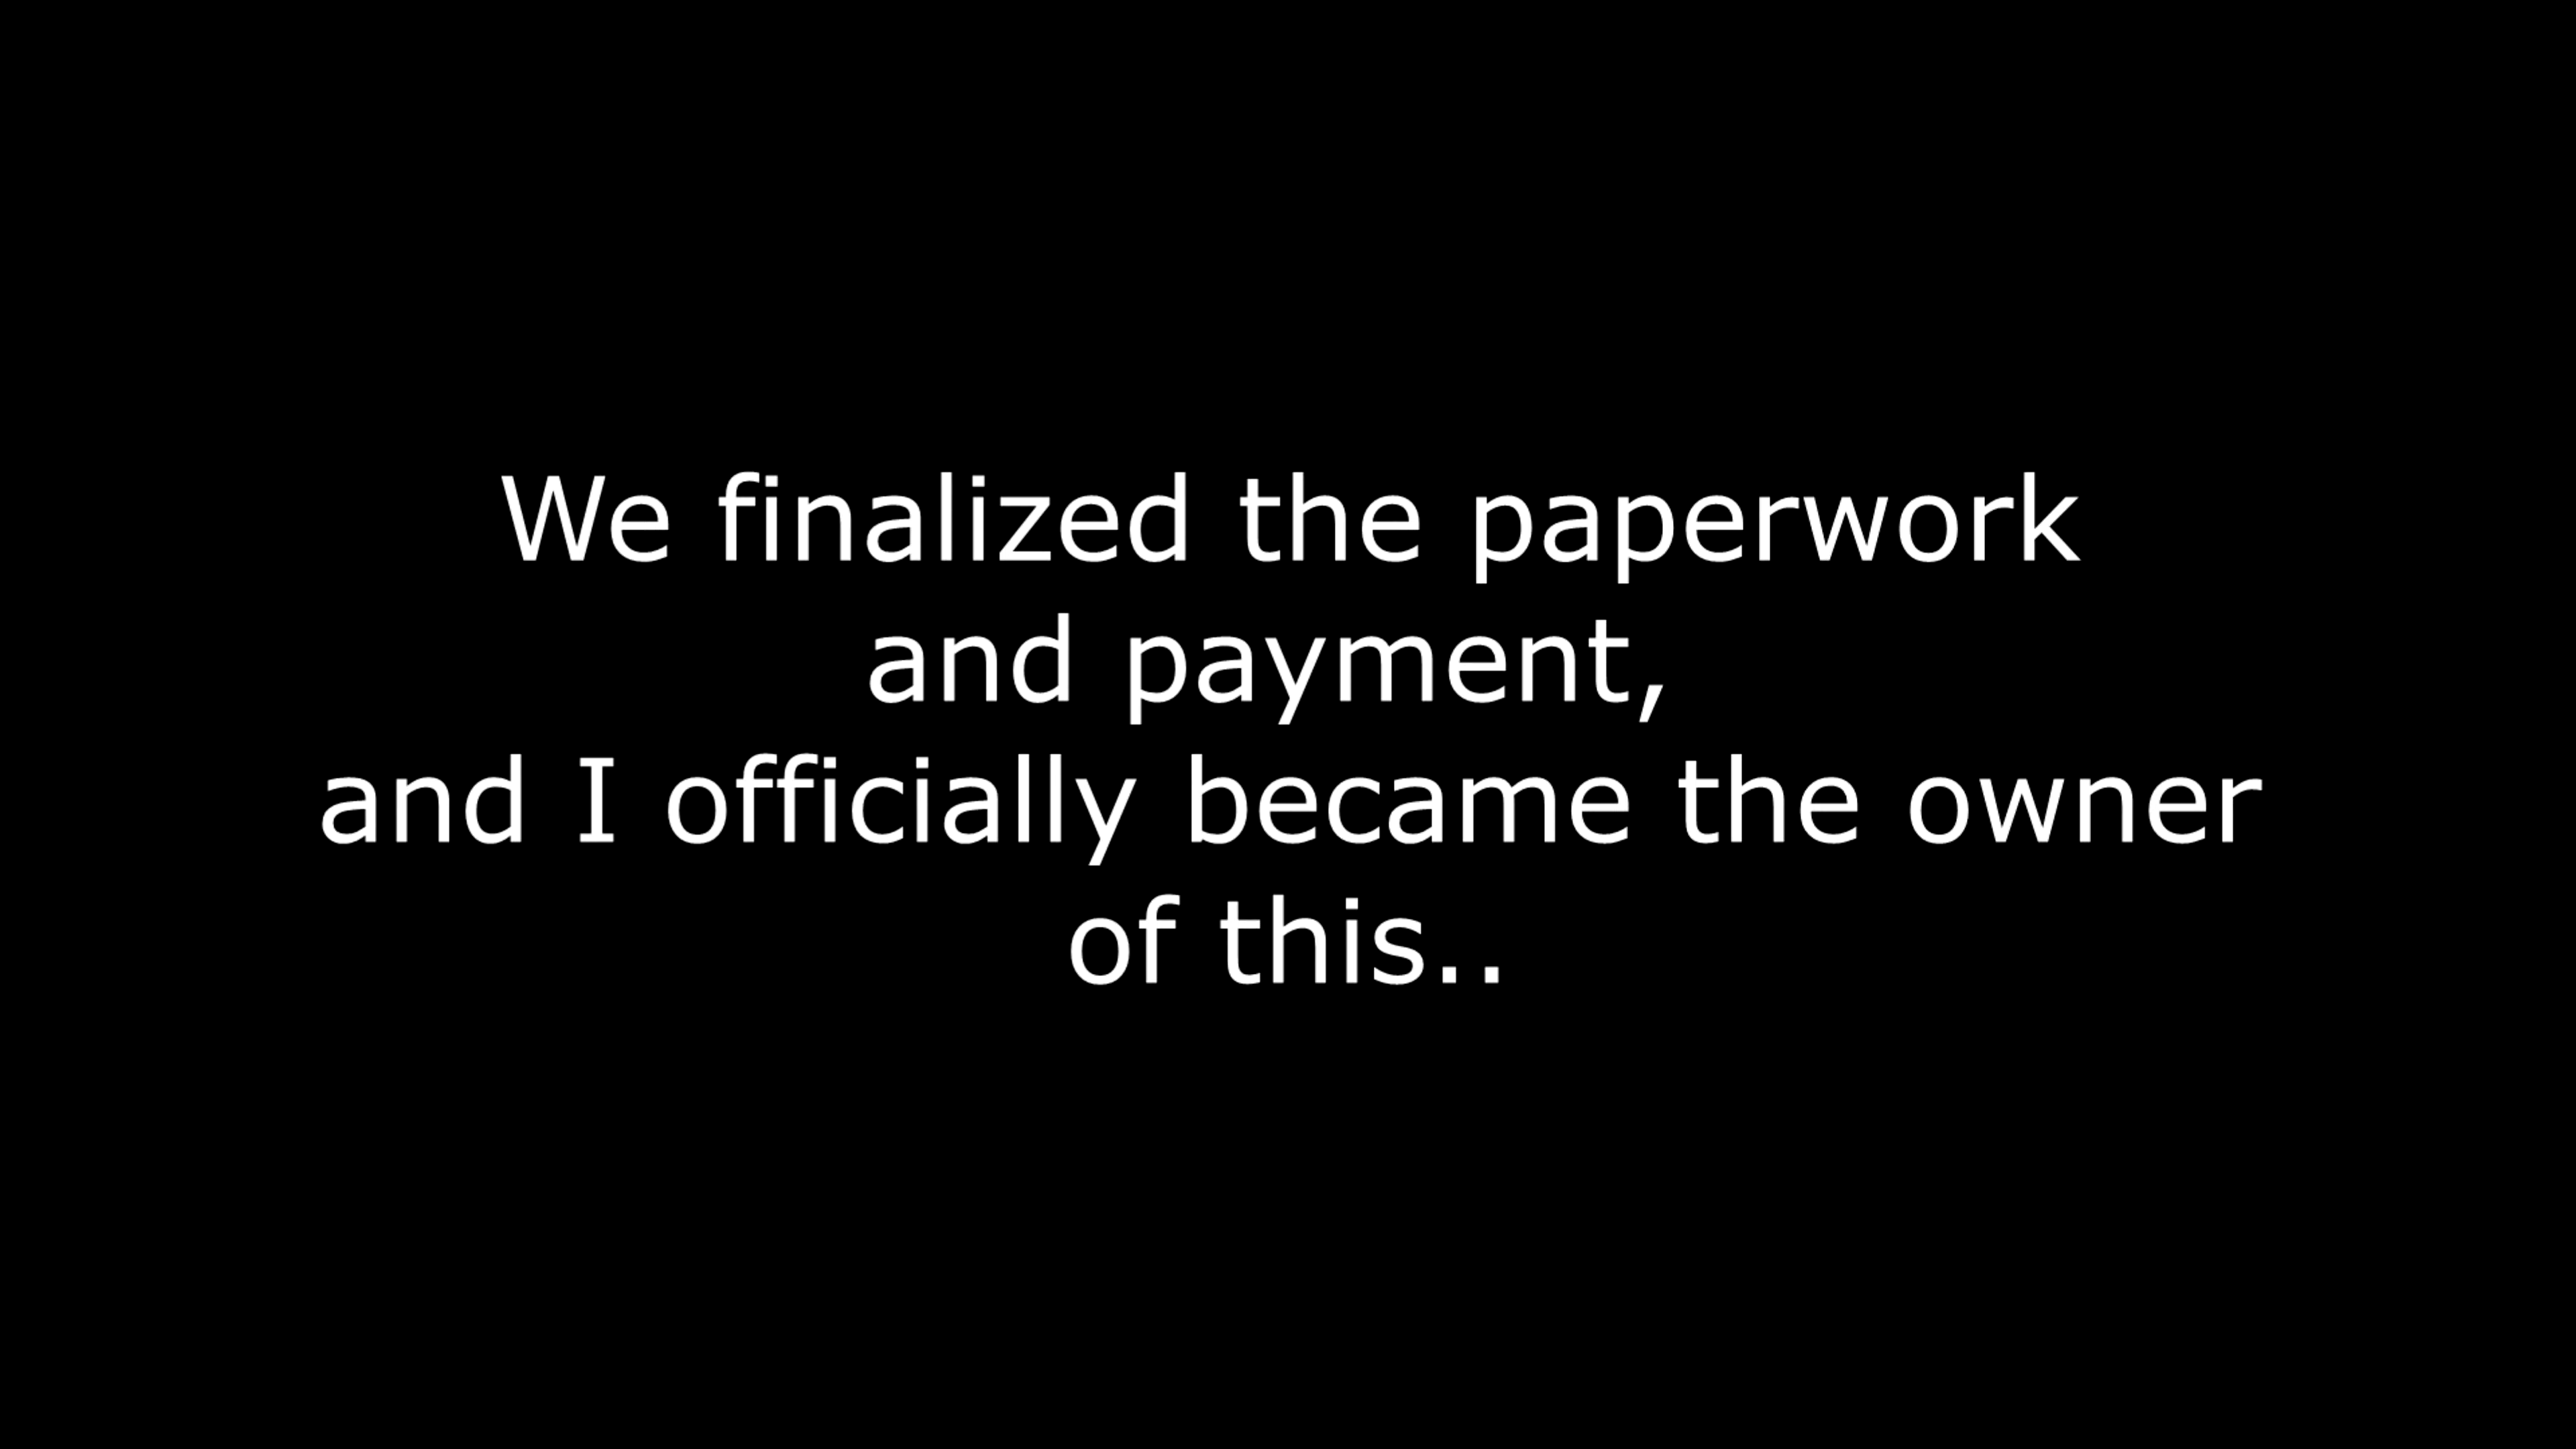 We finalized the paperwork
and payment,
and I officially became the owner
of this..